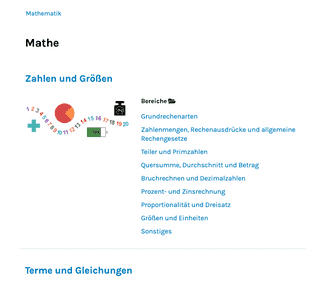 Mathematik
Mathe
Zahlen und Größen
1 2 3 4 5 6 7 8 9 10 11 12 13 14 15 16 17 18 19 20
Bereiche
Grundrechenarten
Zahlenmengen, Rechenausdrücke und allgemeine
Rechengesetze
Teiler und Primzahlen
Quersumme, Durchschnitt und Betrag
Bruchrechnen und Dezimalzahlen
Prozent- und Zinsrechnung
Proportionalität und Dreisatz
Größen und Einheiten
Sonstiges
Terme und Gleichungen